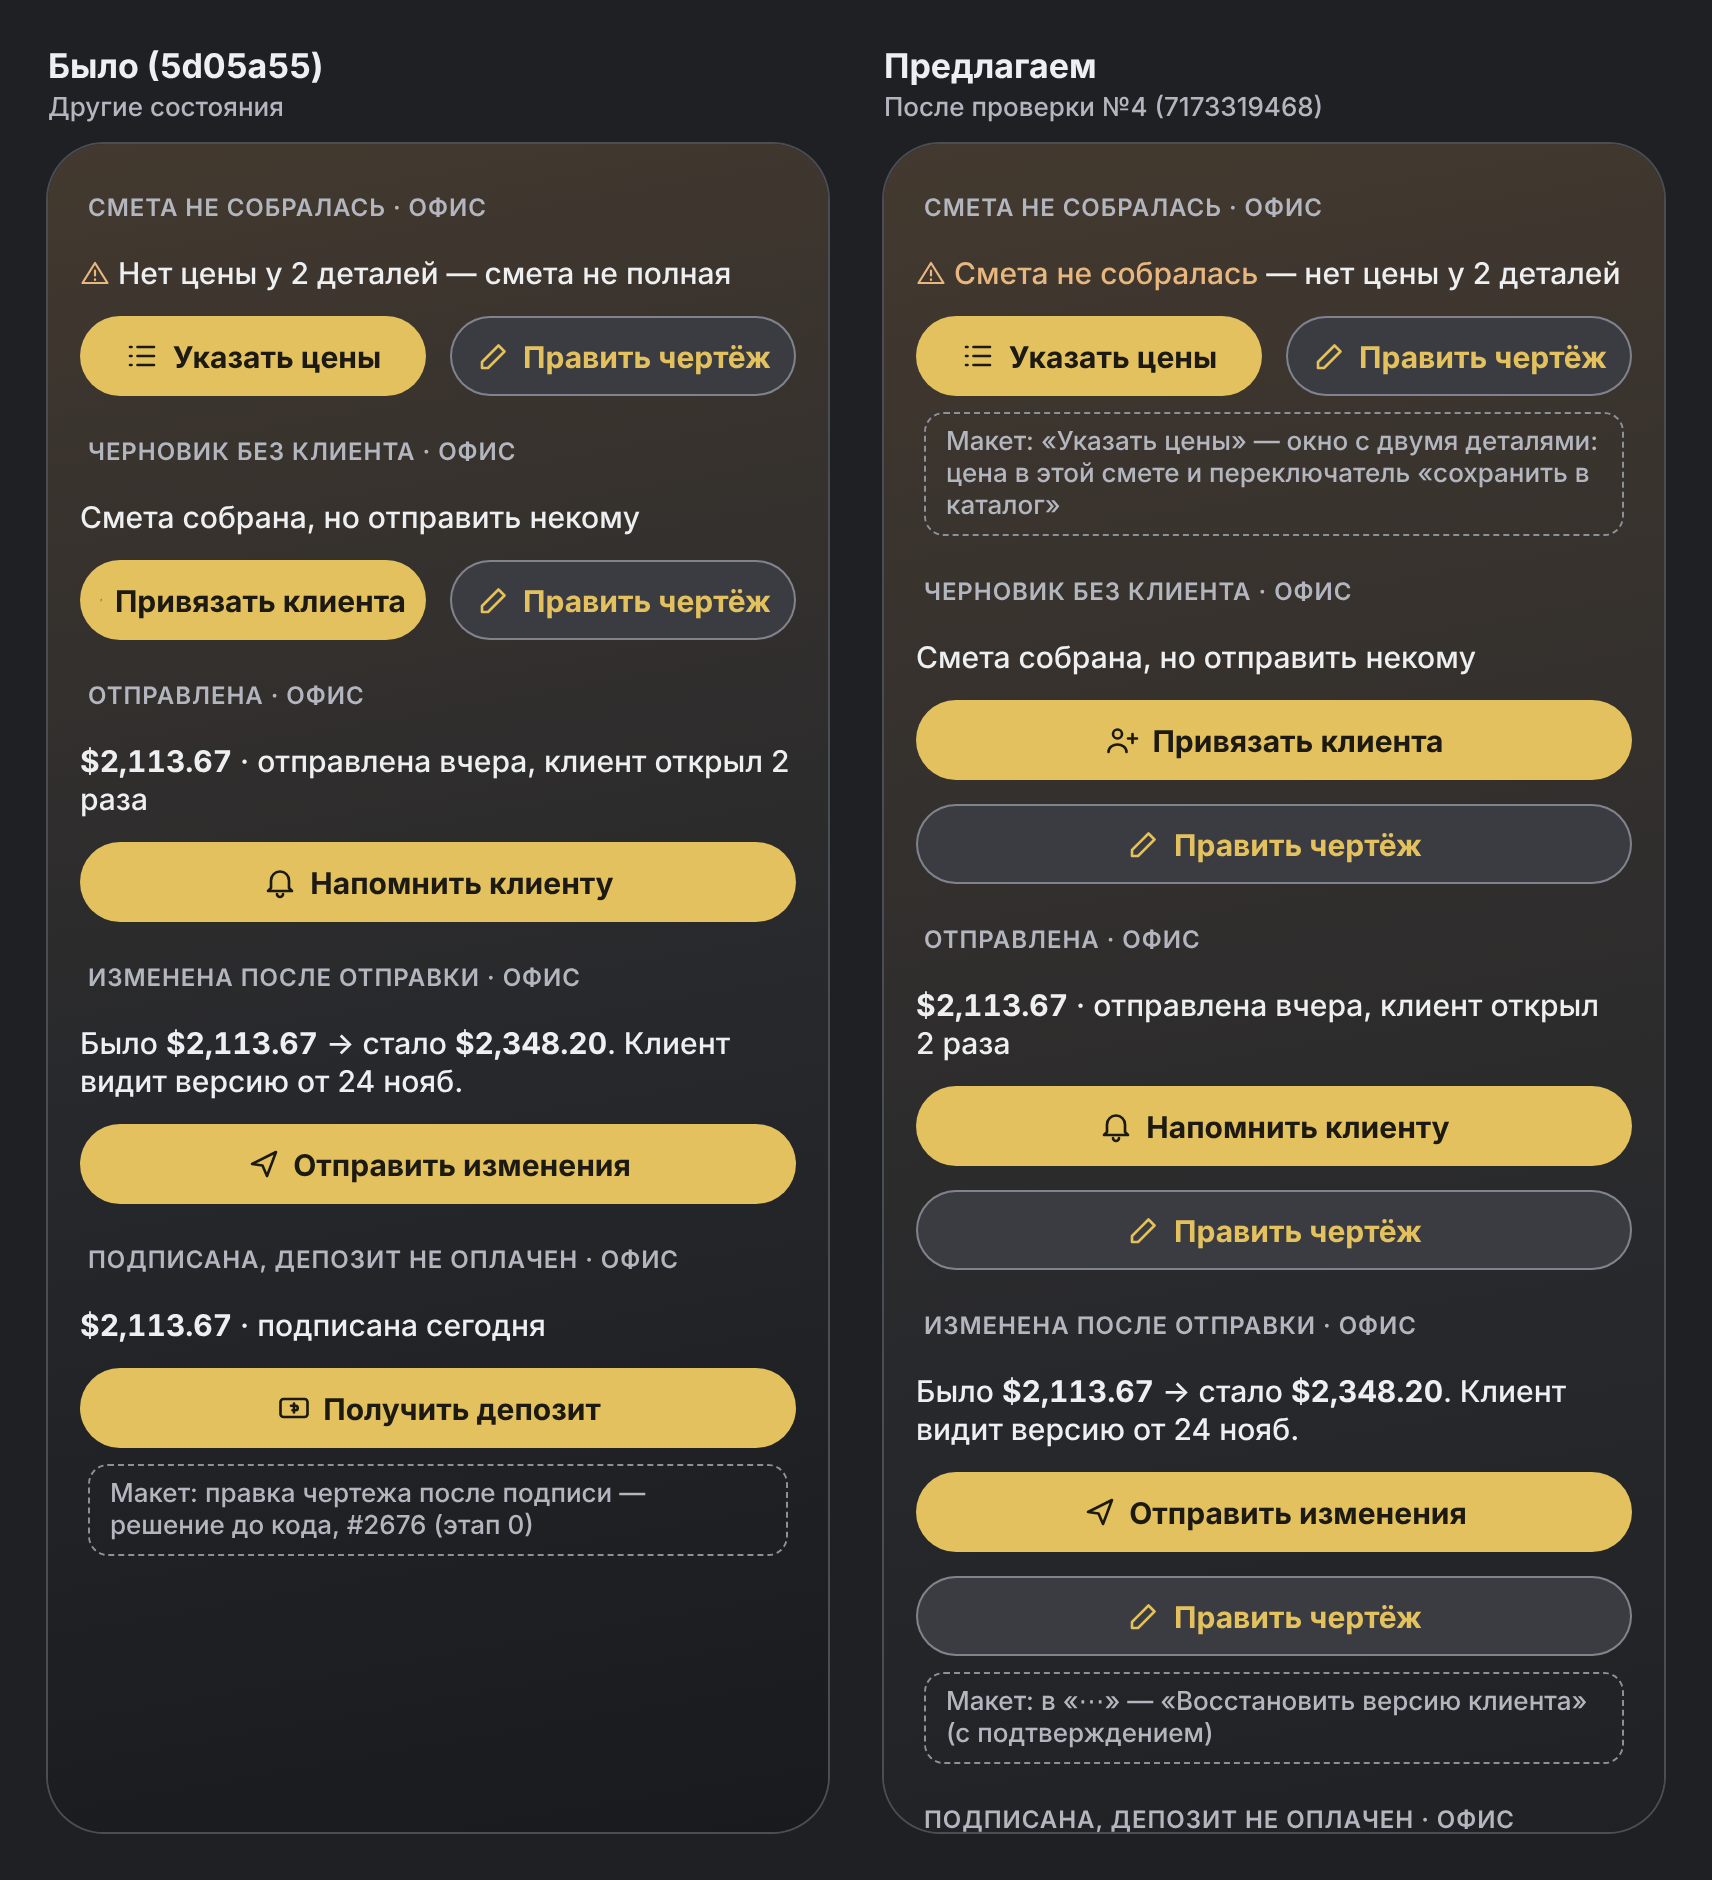 Было (5d05a55)
Другие состояния
СМЕТА НЕ СОБРАЛАСЬ · ОФИС
Нет цены у 2 деталей — смета не полная
Указать цены
Править чертёж
ЧЕРНОВИК БЕЗ КЛИЕНТА · ОФИС
Смета собрана, но отправить некому
Привязать клиента
Править чертёж
ОТПРАВЛЕНА · ОФИС
$2,113.67 · отправлена вчера, клиент открыл 2
раза
Напомнить клиенту
ИЗМЕНЕНА ПОСЛЕ ОТПРАВКИ · ОФИС
Было $2,113.67 → стало $2,348.20. Клиент
видит версию от 24 нояб.
Отправить изменения
ПОДПИСАНА, ДЕПОЗИТ НЕ ОПЛАЧЕН · ОФИС
$2,113.67 · подписана сегодня
Получить депозит
Макет: правка чертежа после подписи —
решение до кода, #2676 (этап 0)
Предлагаем
После проверки №4 (7173319468)
СМЕТА НЕ СОБРАЛАСЬ · ОФИС
Смета не собралась — нет цены у 2 деталей
Указать цены
Править чертёж
Макет: «Указать цены» — окно с двумя деталями:
цена в этой смете и переключатель «сохранить в
каталог»
ЧЕРНОВИК БЕЗ КЛИЕНТА · ОФИС
Смета собрана, но отправить некому
Привязать клиента
Править чертёж
ОТПРАВЛЕНА · ОФИС
$2,113.67 · отправлена вчера, клиент открыл
2 раза
Напомнить клиенту
Править чертёж
ИЗМЕНЕНА ПОСЛЕ ОТПРАВКИ · ОФИС
Было $2,113.67 → стало $2,348.20. Клиент
видит версию от 24 нояб.
Отправить изменения
Править чертёж
Макет: в «⋯» — «Восстановить версию клиента»
(с подтверждением)
ПОДПИСАНА, ДЕПОЗИТ НЕ ОПЛАЧЕН · ОФИС